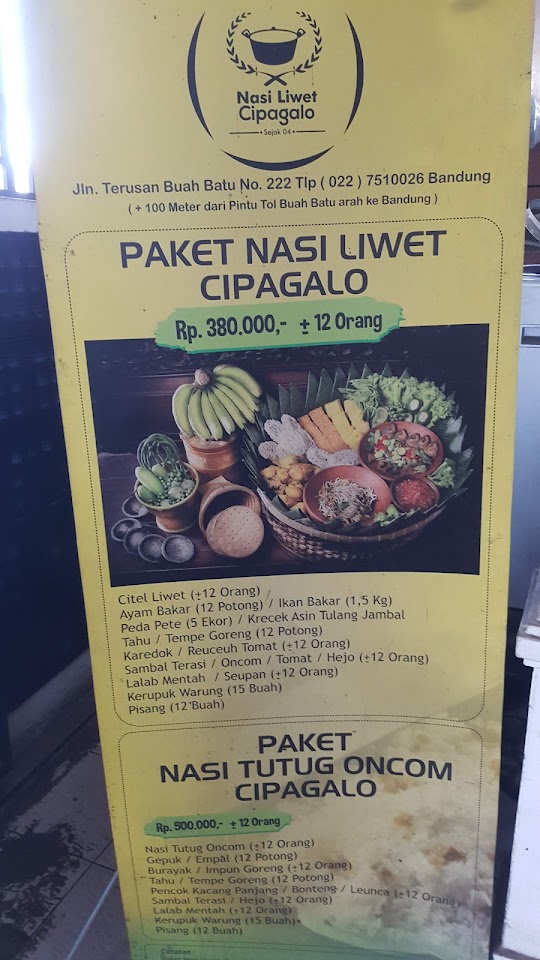 Nasi Liwet
Cipagalo
• Sejak 04 •
Jln. Terusan Buah Batu No. 222 Tlp ( 022 ) 7510026 Bandung
( + 100 Meter dari Pintu Tol Buah Batu arah ke Bandung )
PAKET NASI LIWET
CIPAGALO
Rp. 380.000,- ± 12 Orang
Citel Liwet (±12 Orang)
Ayam Bakar (12 Potong) / Ikan Bakar (1,5 Kg)
Peda Pete (5 Ekor) / Krecek Asin Tulang Jambal
Tahu / Tempe Goreng (12 Potong)
Karedok / Reuceuh Tomat (±12 Orang)
Sambal Terasi / Oncom / Tomat / Hejo (±12 Orang)
Lalab Mentah / Seupan (±12 Orang)
Kerupuk Warung (15 Buah)
Pisang (12 Buah)
PAKET
NASI TUTUG ONCOM
CIPAGALO
Rp. 500.000,- ± 12 Orang
Nasi Tutug Oncom (±12 Orang)
Gepuk / Empal (12 Potong)
Burayak / Impun Goreng (±12 Orang)
Tahu / Tempe Goreng (12 Potong)
Pencok Kacang Panjang / Bonteng / Leunca (±12 Orang)
Sambal Terasi / Hejo (±12 Orang)
Lalab Mentah (±12 Orang)
Kerupuk Warung (15 Buah)
Pisang (12 Buah)
Catatan